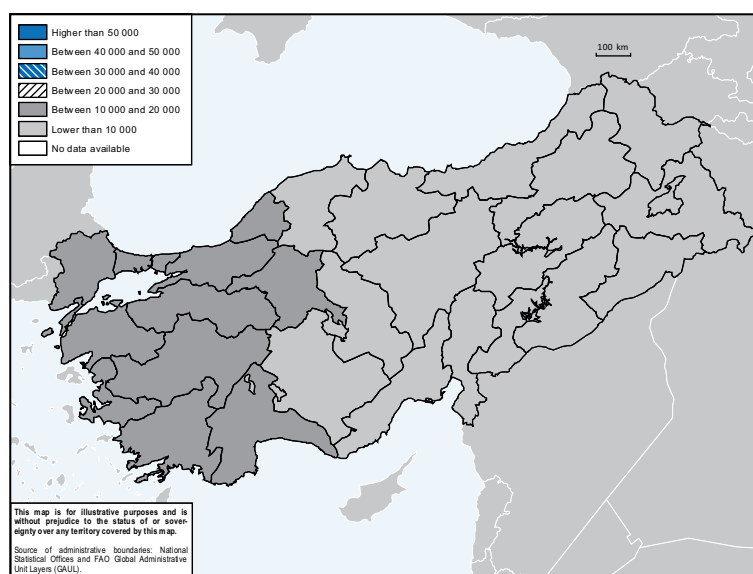 Higher than 50 000
Between 40 000 and 50 000
Between 30 000 and 40 000
Between 20 000 and 30 000
Between 10 000 and 20 000
Lower than 10 000
No data available
100 km
This map is for illustrative purposes and is
without prejudice to the status of or sover-
eignty over any territory covered by this map.
Source of administrative boundaries: National
Statistical Offices and FAO Global Administrative
Unit Layers (GAUL).